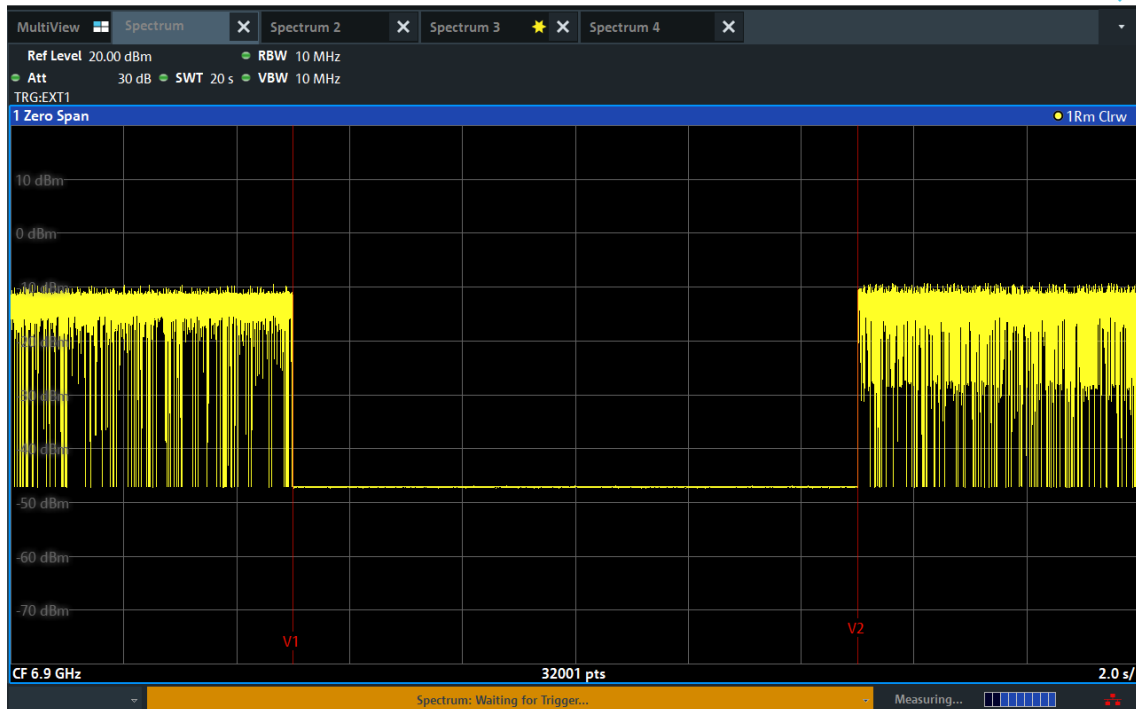 MultiView Spectrum Spectrum 2 Spectrum 3 Spectrum 4
Ref Level 20.00 dBm RBW 10 MHz
Att 30 dB SWT 20 s VBW 10 MHz
TRG:EXT1
1 Zero Span 1Rm Clrw
10 dBm
0 dBm
-50 dBm
-60 dBm
-70 dBm
V1
V2
CF 6.9 GHz 32001 pts 2.0 s/
Spectrum: Waiting for Trigger... Measuring...